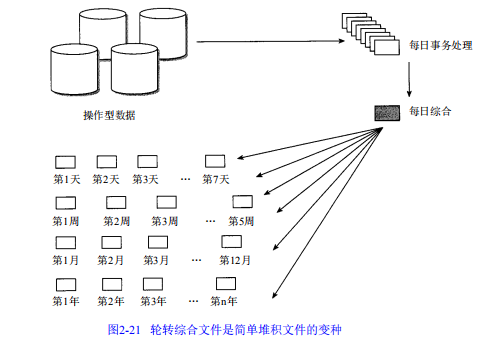 每日事务处理
每日综合
操作型数据
第1天 第2天 第3天 … 第7天
第1周 第2周 第3周 … 第5周
第1月 第2月 第3月 … 第12月
第1年 第2年 第3年 … 第n年
图2-21 轮转综合文件是简单堆积文件的变种